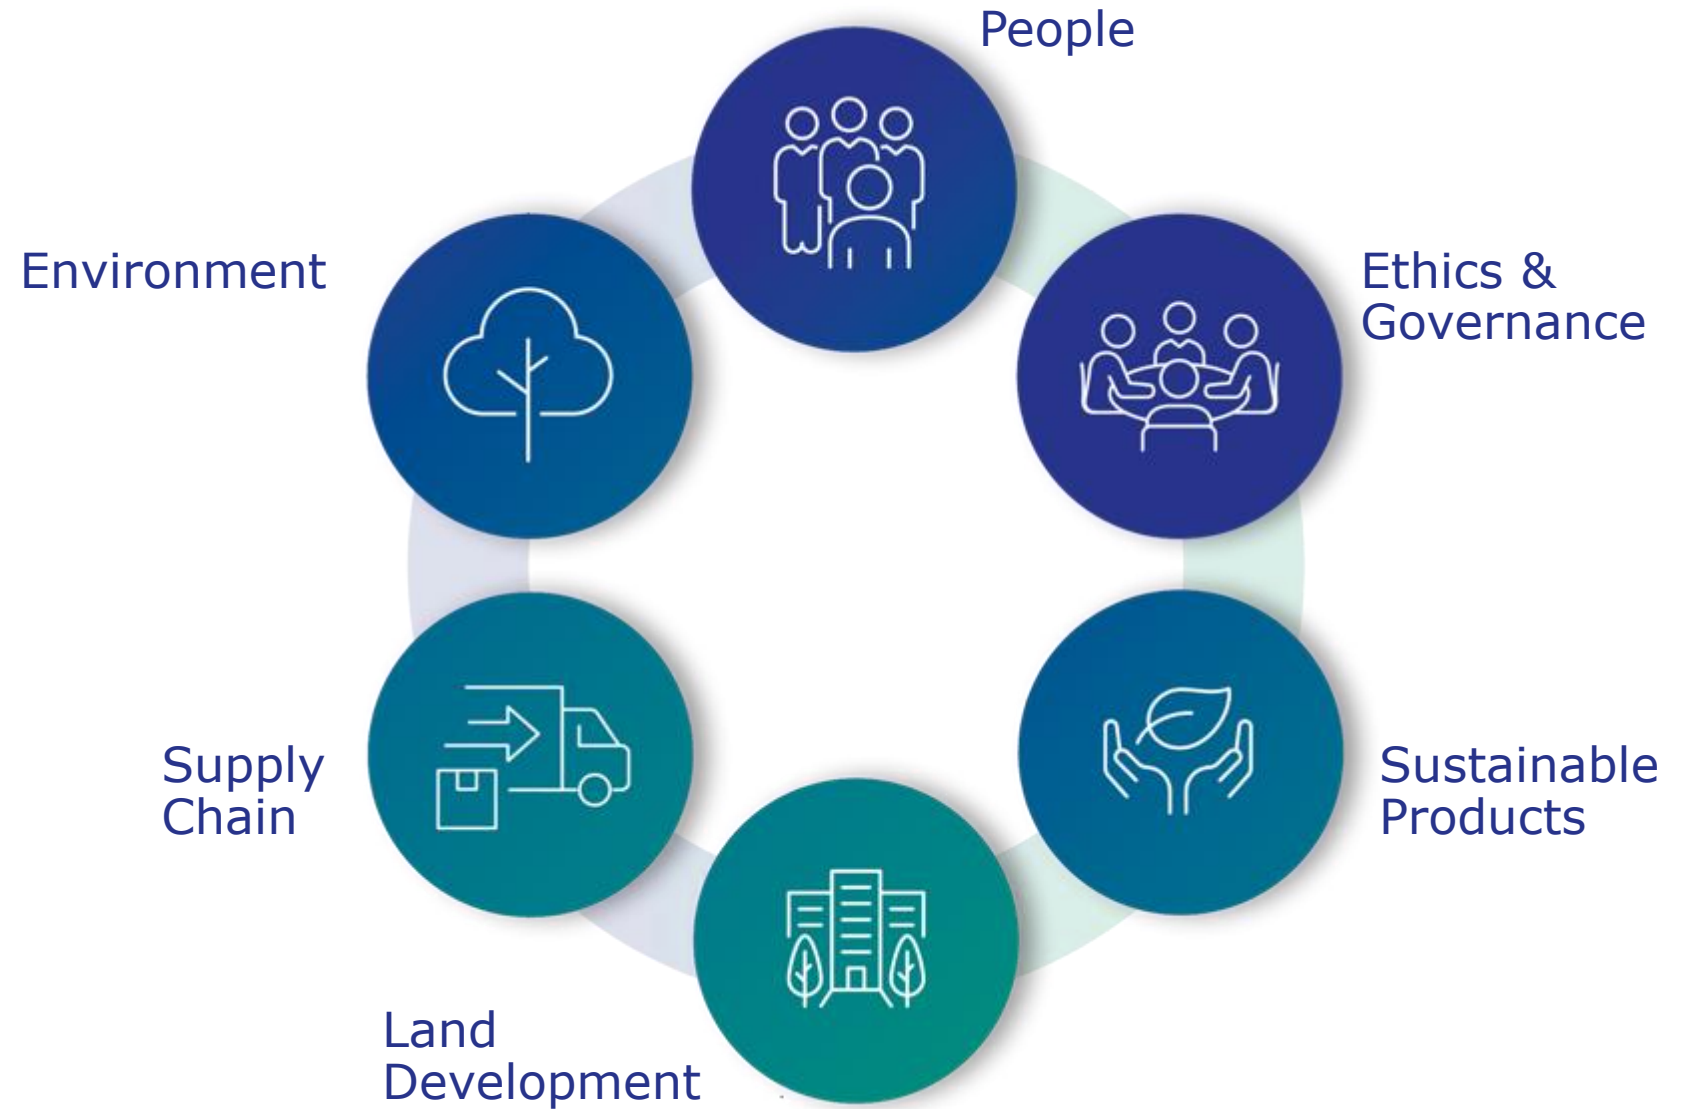 People
Environment
Ethics &
Governance
Supply
Chain
Sustainable
Products
Land
Development